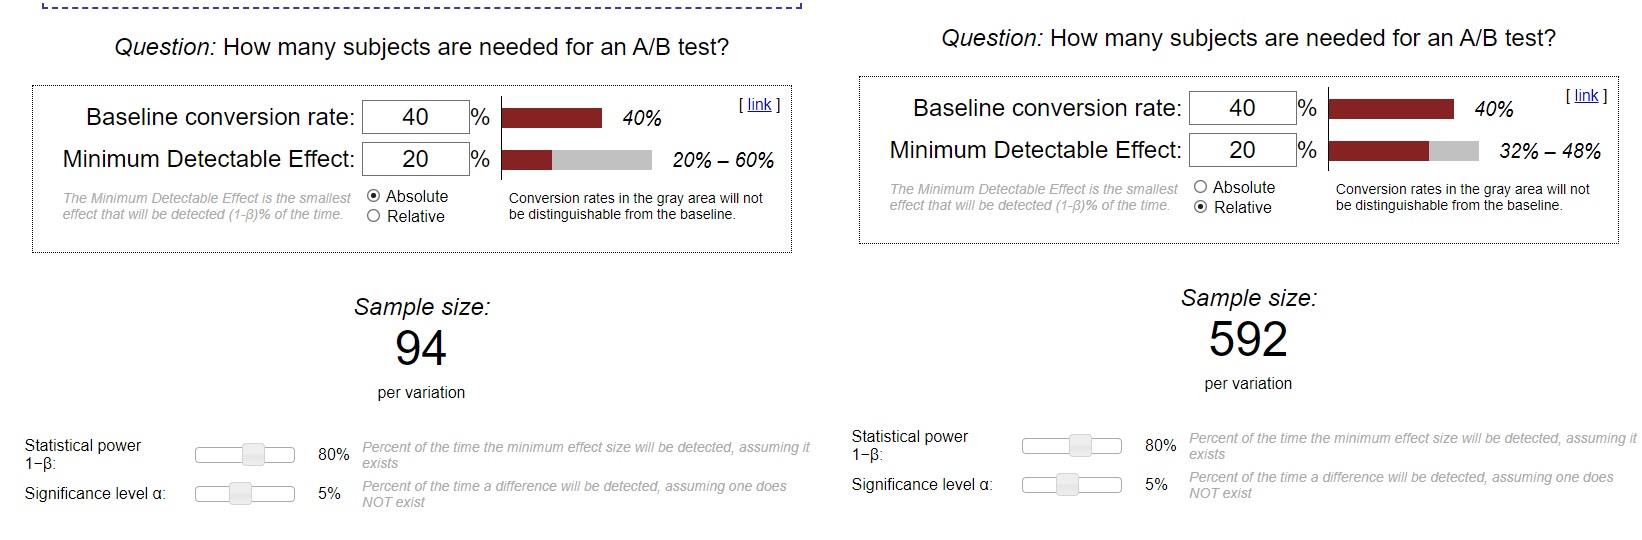 Question: How many subjects are needed for an A/B test?
[ link ]
Baseline conversion rate: 40 % 40%
Minimum Detectable Effect: 20 % 20% – 60%
The Minimum Detectable Effect is the smallest
effect that will be detected (1-β)% of the time.
Absolute
Relative
Conversion rates in the gray area will not
be distinguishable from the baseline.
Sample size:
94
per variation
Statistical power
1−β:
80%
Percent of the time the minimum effect size will be detected, assuming it
exists
Significance level α:
5%
Percent of the time a difference will be detected, assuming one does
NOT exist
Question: How many subjects are needed for an A/B test?
[ link ]
Baseline conversion rate: 40 % 40%
Minimum Detectable Effect: 20 % 32% – 48%
The Minimum Detectable Effect is the smallest
effect that will be detected (1-β)% of the time.
Absolute
Relative
Conversion rates in the gray area will not
be distinguishable from the baseline.
Sample size:
592
per variation
Statistical power
1−β:
80%
Percent of the time the minimum effect size will be detected, assuming it
exists
Significance level α:
5%
Percent of the time a difference will be detected, assuming one does
NOT exist